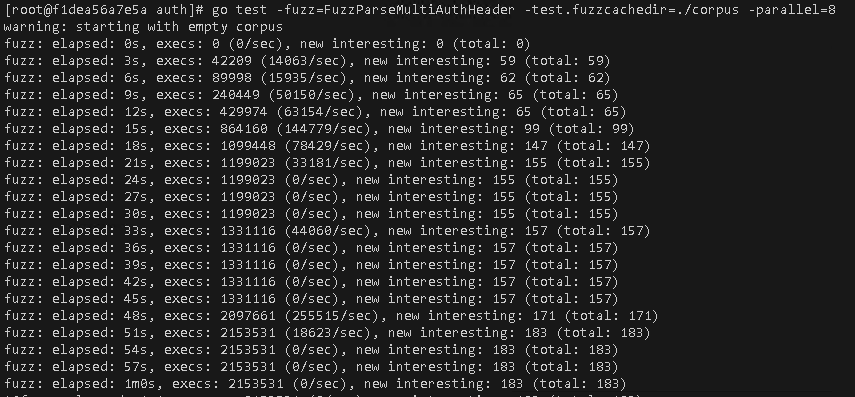 [root@f1dea56a7e5a auth]# go test -fuzz=FuzzParseMultiAuthHeader -test.fuzzcachedir=./corpus -parallel=8
warning: starting with empty corpus
fuzz: elapsed: 0s, execs: 0 (0/sec), new interesting: 0 (total: 0)
fuzz: elapsed: 3s, execs: 42209 (14063/sec), new interesting: 59 (total: 59)
fuzz: elapsed: 6s, execs: 89998 (15935/sec), new interesting: 62 (total: 62)
fuzz: elapsed: 9s, execs: 240449 (50150/sec), new interesting: 65 (total: 65)
fuzz: elapsed: 12s, execs: 429974 (63154/sec), new interesting: 65 (total: 65)
fuzz: elapsed: 15s, execs: 864160 (144779/sec), new interesting: 99 (total: 99)
fuzz: elapsed: 18s, execs: 1099448 (78429/sec), new interesting: 147 (total: 147)
fuzz: elapsed: 21s, execs: 1199023 (33181/sec), new interesting: 155 (total: 155)
fuzz: elapsed: 24s, execs: 1199023 (0/sec), new interesting: 155 (total: 155)
fuzz: elapsed: 27s, execs: 1199023 (0/sec), new interesting: 155 (total: 155)
fuzz: elapsed: 30s, execs: 1199023 (0/sec), new interesting: 155 (total: 155)
fuzz: elapsed: 33s, execs: 1331116 (44060/sec), new interesting: 157 (total: 157)
fuzz: elapsed: 36s, execs: 1331116 (0/sec), new interesting: 157 (total: 157)
fuzz: elapsed: 39s, execs: 1331116 (0/sec), new interesting: 157 (total: 157)
fuzz: elapsed: 42s, execs: 1331116 (0/sec), new interesting: 157 (total: 157)
fuzz: elapsed: 45s, execs: 1331116 (0/sec), new interesting: 157 (total: 157)
fuzz: elapsed: 48s, execs: 2097661 (255515/sec), new interesting: 171 (total: 171)
fuzz: elapsed: 51s, execs: 2153531 (18623/sec), new interesting: 183 (total: 183)
fuzz: elapsed: 54s, execs: 2153531 (0/sec), new interesting: 183 (total: 183)
fuzz: elapsed: 57s, execs: 2153531 (0/sec), new interesting: 183 (total: 183)
fuzz: elapsed: 1m0s, execs: 2153531 (0/sec), new interesting: 183 (total: 183)